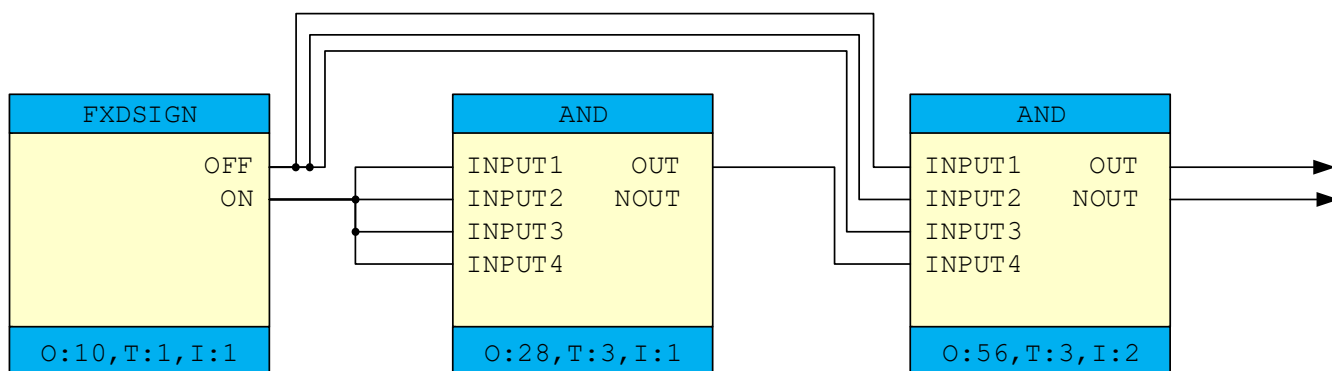 FXDSIGN
OFF
ON
O:10,T:1,I:1
AND
INPUT1 OUT
INPUT2 NOUT
INPUT3
INPUT4
O:28,T:3,I:1
AND
INPUT1 OUT
INPUT2 NOUT
INPUT3
INPUT4
O:56,T:3,I:2